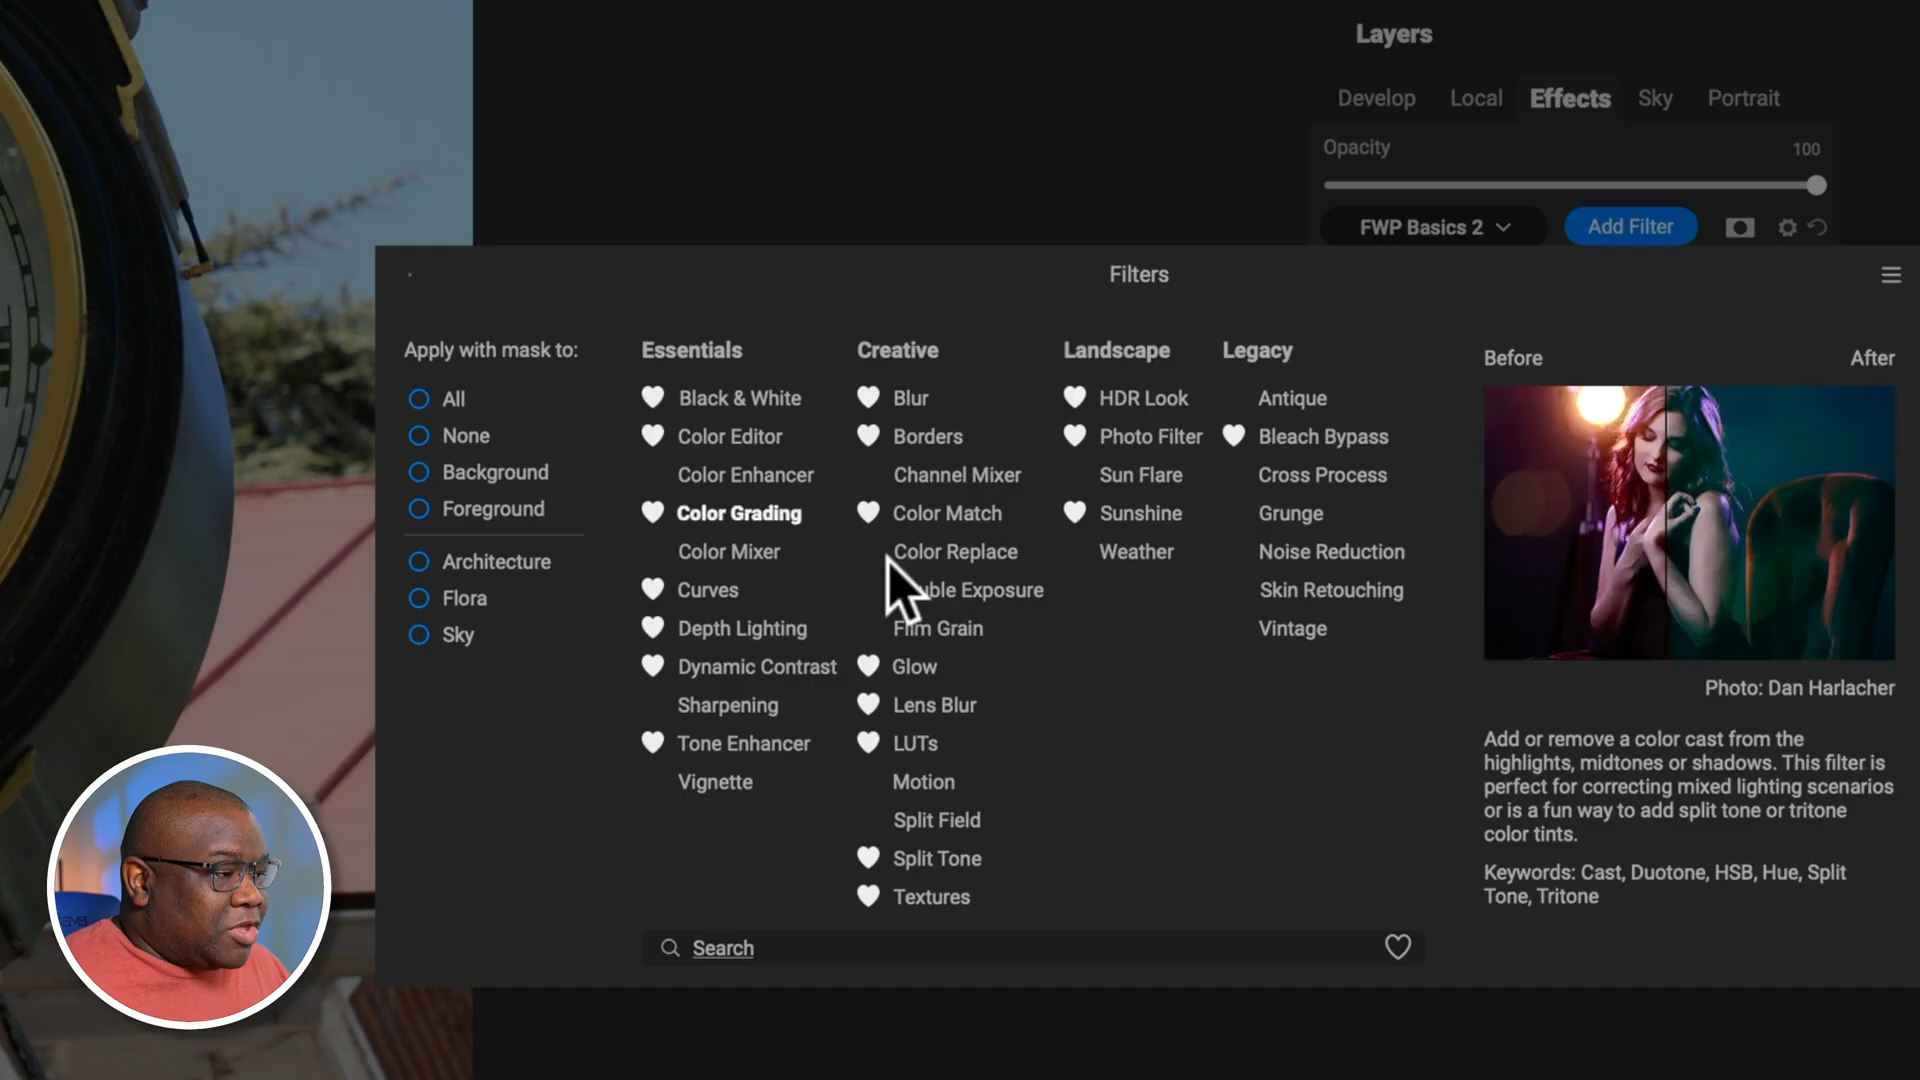 Layers
Develop Local Effects Sky Portrait
Opacity 100
FWP Basics 2 Add Filter
Filters
Apply with mask to:
All
None
Background
Foreground
Architecture
Flora
Sky
Essentials
Black & White
Color Editor
Color Enhancer
Color Grading
Color Mixer
Curves
Depth Lighting
Dynamic Contrast
Sharpening
Tone Enhancer
Vignette
Creative
Blur
Borders
Channel Mixer
Color Match
Color Replace
uble Exposure
Film Grain
Glow
Lens Blur
LUTs
Motion
Split Field
Split Tone
Textures
Landscape
HDR Look
Photo Filter
Sun Flare
Sunshine
Weather
Legacy
Antique
Bleach Bypass
Cross Process
Grunge
Noise Reduction
Skin Retouching
Vintage
Before After
Photo: Dan Harlacher
Add or remove a color cast from the
highlights, midtones or shadows. This filter is
perfect for correcting mixed lighting scenarios
or is a fun way to add split tone or tritone
color tints.
Keywords: Cast, Duotone, HSB, Hue, Split
Tone, Tritone
Search